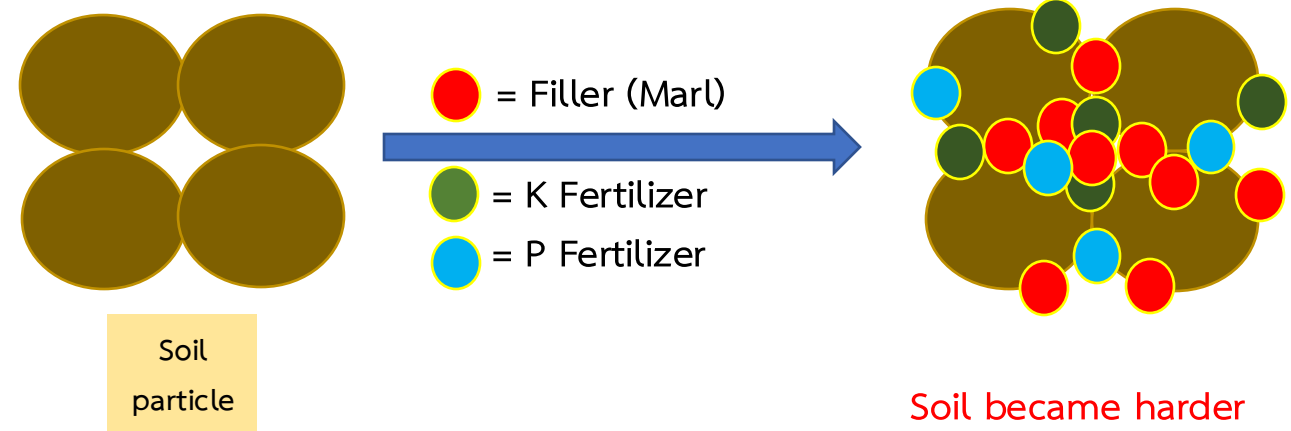 = Filler (Marl)
= K Fertilizer
= P Fertilizer
Soil
particle
Soil became harder